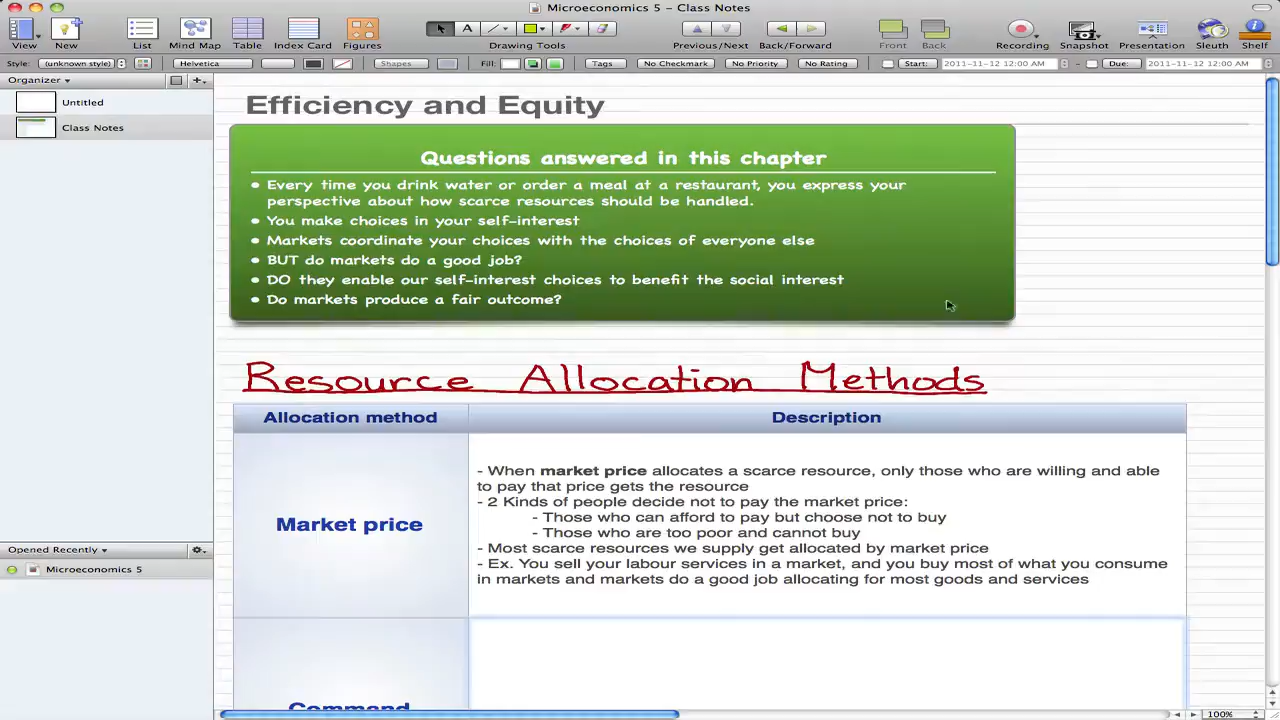 Microeconomics 5 – Class Notes
View New List Mind Map Table Index Card Figures Drawing Tools Previous/Next Back/Forward Front Back Recording Snapshot Presentation Sleuth Shelf
Style: (unknown style) Helvetica Shapes Fill: Tags No Checkmark No Priority No Rating Start: 2011-11-12 12:00 AM Due: 2011-11-12 12:00 AM
Organizer
Untitled
Class Notes
Efficiency and Equity
Questions answered in this chapter
• Every time you drink water or order a meal at a restaurant, you express your
perspective about how scarce resources should be handled.
• You make choices in your self-interest
• Markets coordinate your choices with the choices of everyone else
• BUT do markets do a good job?
• DO they enable our self-interest choices to benefit the social interest
• Do markets produce a fair outcome?
Resource Allocation Methods
Allocation method Description
Market price
- When market price allocates a scarce resource, only those who are willing and able
to pay that price gets the resource
- 2 Kinds of people decide not to pay the market price:
- Those who can afford to pay but choose not to buy
- Those who are too poor and cannot buy
- Most scarce resources we supply get allocated by market price
- Ex. You sell your labour services in a market, and you buy most of what you consume
in markets and markets do a good job allocating for most goods and services
Command
Opened Recently
Microeconomics 5
100%